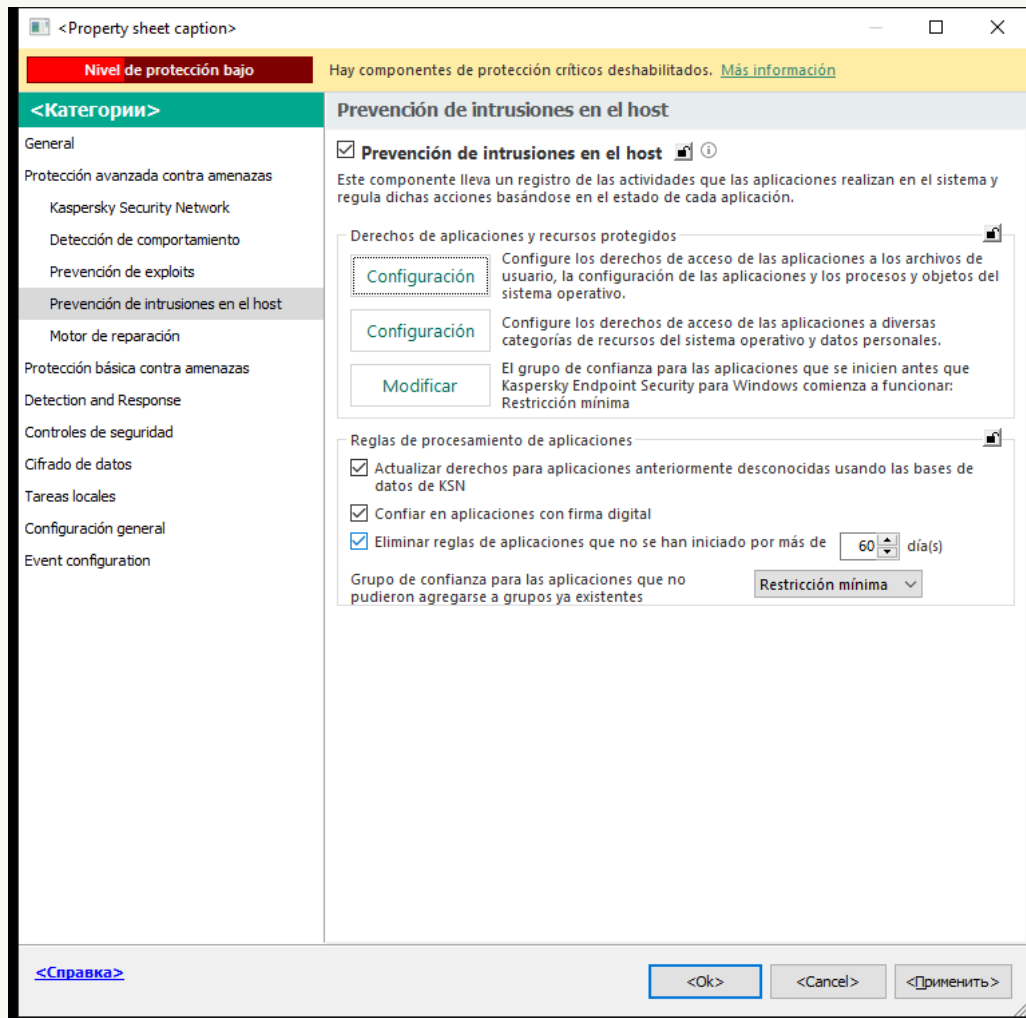 <Property sheet caption>
Nivel de protección bajo
Hay componentes de protección críticos deshabilitados. Más información
<Категории>
General
Protección avanzada contra amenazas
Kaspersky Security Network
Detección de comportamiento
Prevención de exploits
Prevención de intrusiones en el host
Motor de reparación
Protección básica contra amenazas
Detection and Response
Controles de seguridad
Cifrado de datos
Tareas locales
Configuración general
Event configuration
Prevención de intrusiones en el host
Prevención de intrusiones en el host
Este componente lleva un registro de las actividades que las aplicaciones realizan en el sistema y
regula dichas acciones basándose en el estado de cada aplicación.
Derechos de aplicaciones y recursos protegidos
Configuración
Configure los derechos de acceso de las aplicaciones a los archivos de
usuario, la configuración de las aplicaciones y los procesos y objetos del
sistema operativo.
Configuración
Configure los derechos de acceso de las aplicaciones a diversas
categorías de recursos del sistema operativo y datos personales.
Modificar
El grupo de confianza para las aplicaciones que se inicien antes que
Kaspersky Endpoint Security para Windows comienza a funcionar:
Restricción mínima
Reglas de procesamiento de aplicaciones
Actualizar derechos para aplicaciones anteriormente desconocidas usando las bases de
datos de KSN
Confiar en aplicaciones con firma digital
Eliminar reglas de aplicaciones que no se han iniciado por más de 60 día(s)
Grupo de confianza para las aplicaciones que no
pudieron agregarse a grupos ya existentes
Restricción mínima
<Справка>
<Ok>
<Cancel>
<Применить>